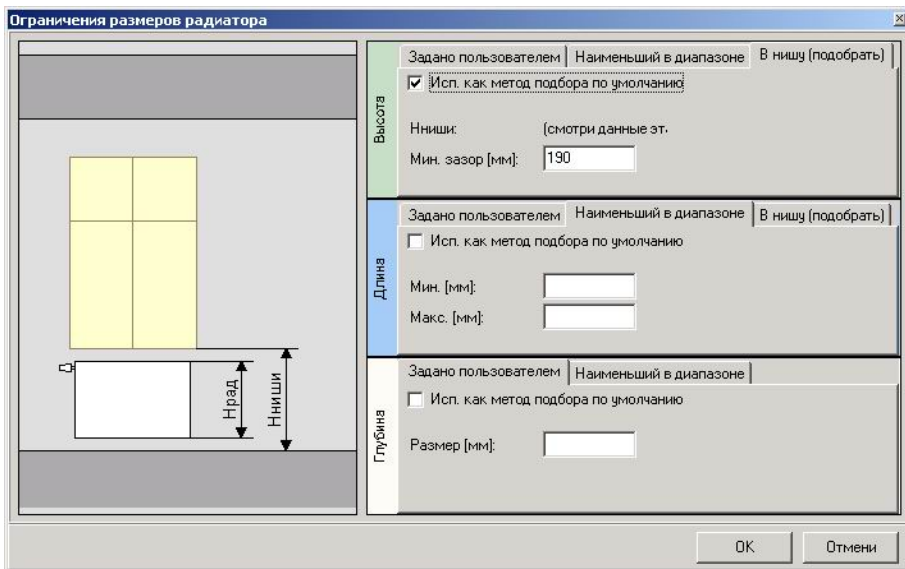 Ограничения размеров радиатора
Нрад
Нниши
Высота
Задано пользователем Наименьший в диапазоне В нишу (подобрать)
Исп. как метод подбора по умолчанию
Нниши: (смотри данные эт.
Мин. зазор [мм]: 190
Длина
Задано пользователем Наименьший в диапазоне В нишу (подобрать)
Исп. как метод подбора по умолчанию
Мин. [мм]:
Макс. [мм]:
Глубина
Задано пользователем Наименьший в диапазоне
Исп. как метод подбора по умолчанию
Размер [мм]:
OK Отмени